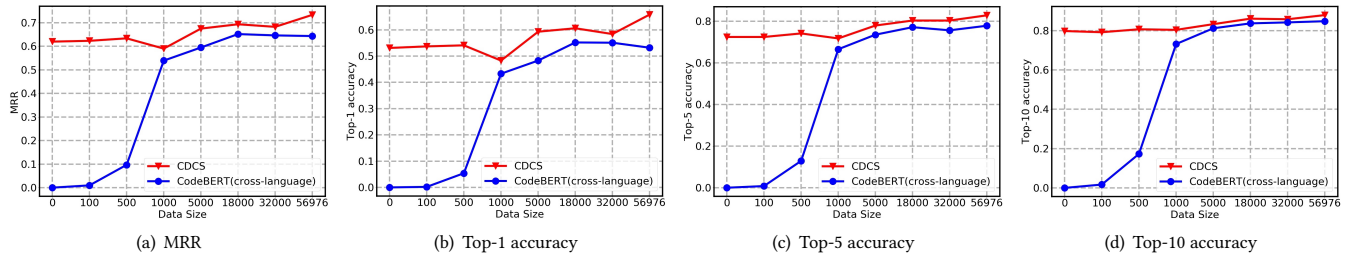 MRR
0.7
0.6
0.5
0.4
0.3
0.2
0.1
0.0
CDCS
CodeBERT(cross-language)
0 100 500 1000 5000 18000 32000 56976
Data Size
(a) MRR
Top-1 accuracy
0.6
0.5
0.4
0.3
0.2
0.1
0.0
CDCS
CodeBERT(cross-language)
0 100 500 1000 5000 18000 32000 56976
Data Size
(b) Top-1 accuracy
Top-5 accuracy
0.8
0.6
0.4
0.2
0.0
CDCS
CodeBERT(cross-language)
0 100 500 1000 5000 18000 32000 56976
Data Size
(c) Top-5 accuracy
Top-10 accuracy
0.8
0.6
0.4
0.2
0.0
CDCS
CodeBERT(cross-language)
0 100 500 1000 5000 18000 32000 56976
Data Size
(d) Top-10 accuracy